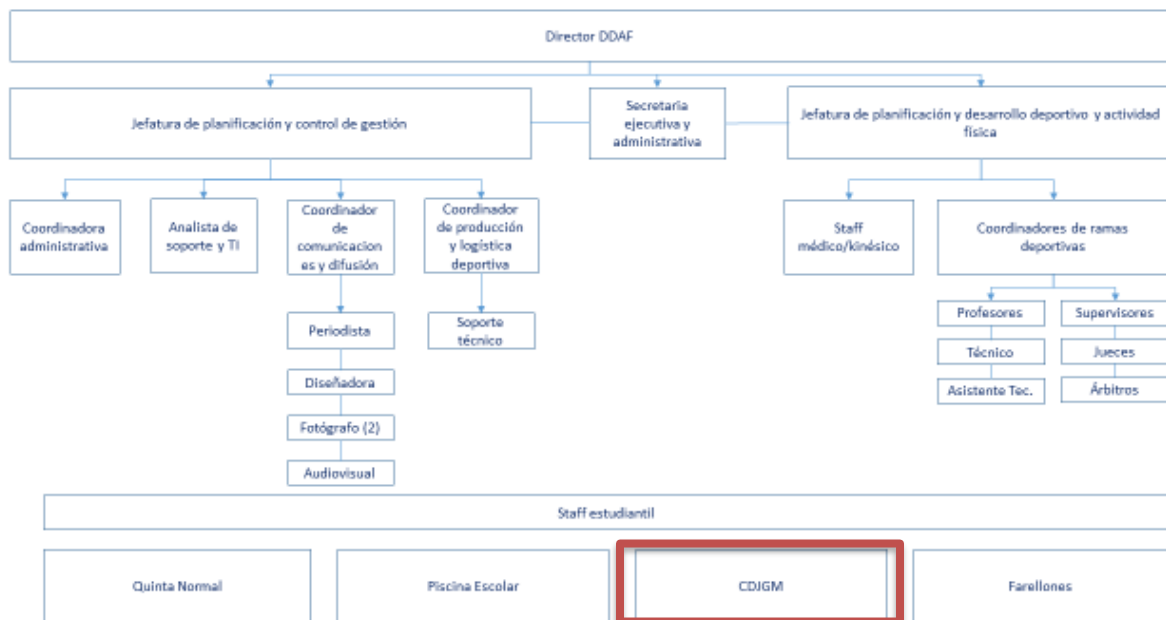 Director DDAF
Jefatura de planificación y control de gestión
Secretaria
ejecutiva y
administrativa
Jefatura de planificación y desarrollo deportivo y actividad
física
Coordinadora
administrativa
Analista de
soporte y TI
Coordinador
de
comunicacion
es y difusión
Coordinador
de producción
y logística
deportiva
Staff
médico/kinésico
Coordinadores de ramas
deportivas
Periodista
Diseñadora
Fotógrafo (2)
Audiovisual
Soporte
técnico
Profesores
Técnico
Asistente Tec.
Supervisores
Jueces
Árbitros
Staff estudiantil
Quinta Normal
Piscina Escolar
CDJGM
Farellones